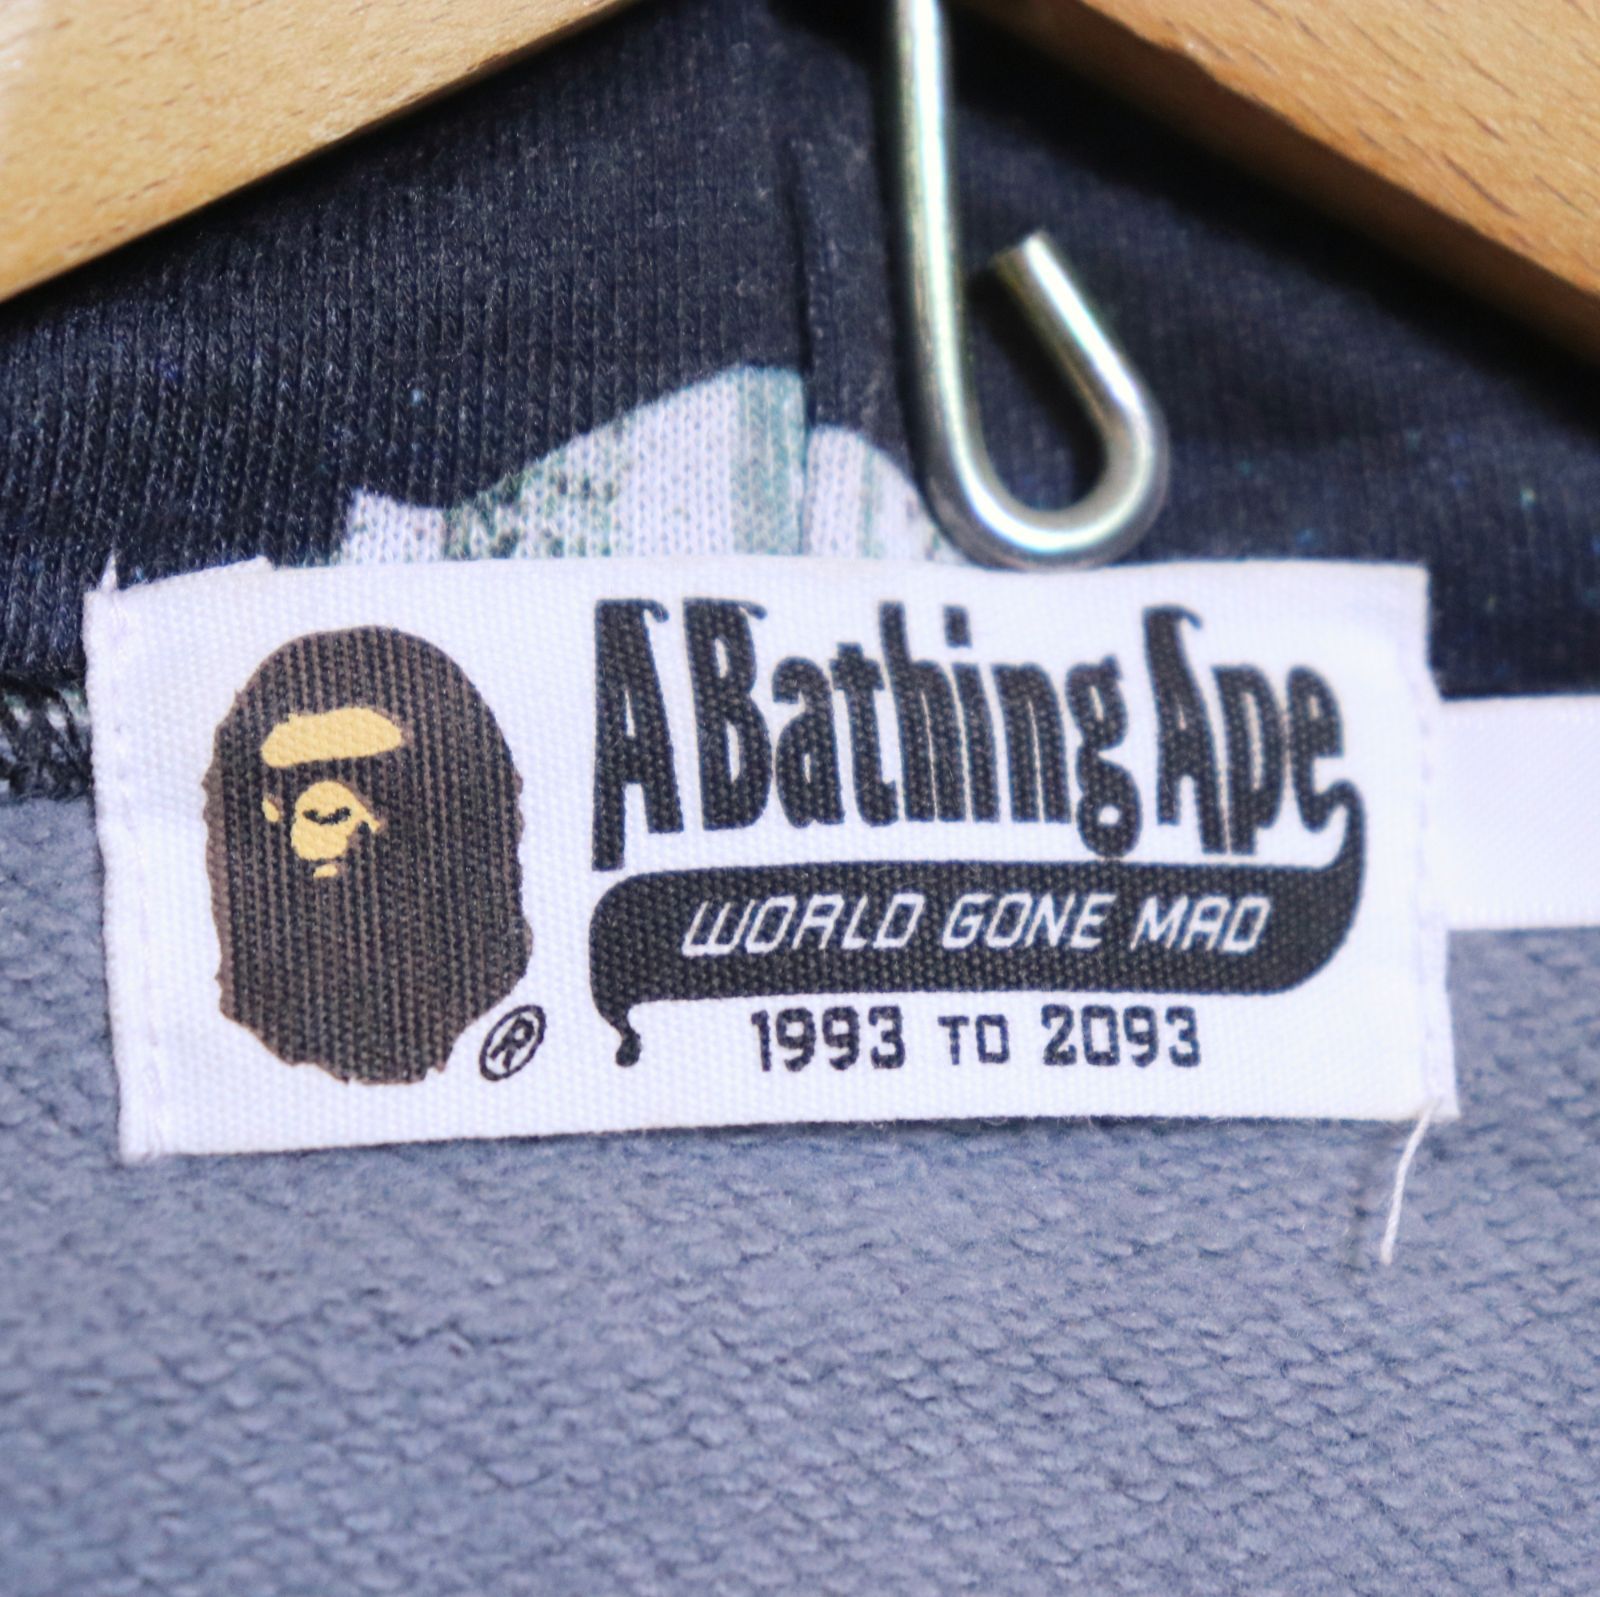 A Bathing Ape
WORLD GONE MAD
®
1993 TO 2093